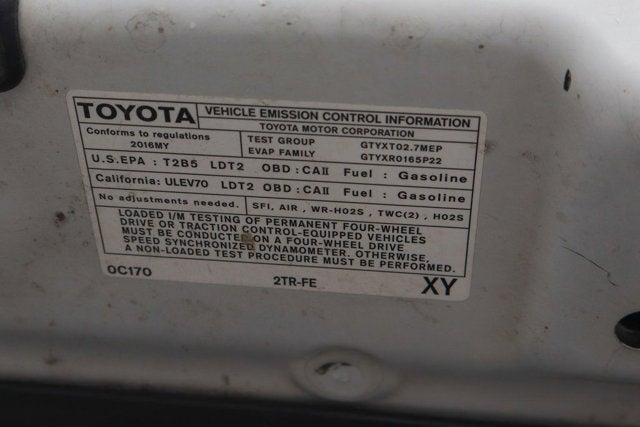 TOYOTA
VEHICLE EMISSION CONTROL INFORMATION
TOYOTA MOTOR CORPORATION
Conforms to regulations
2016MY
TEST GROUP GTYXT02.7MEP
EVAP FAMILY GTYXR0165P22
U.S.EPA : T2B5 LDT2 OBD : CAII Fuel : Gasoline
California: ULEV70 LDT2 OBD : CAII Fuel : Gasoline
No adjustments needed. SFI, AIR , WR-HO2S , TWC(2) , HO2S
LOADED I/M TESTING OF PERMANENT FOUR-WHEEL
DRIVE OR TRACTION CONTROL-EQUIPPED VEHICLES
MUST BE CONDUCTED ON A FOUR-WHEEL DRIVE
SPEED SYNCHRONIZED DYNAMOMETER. OTHERWISE,
A NON-LOADED TEST PROCEDURE MUST BE PERFORMED.
0C170 2TR-FE XY